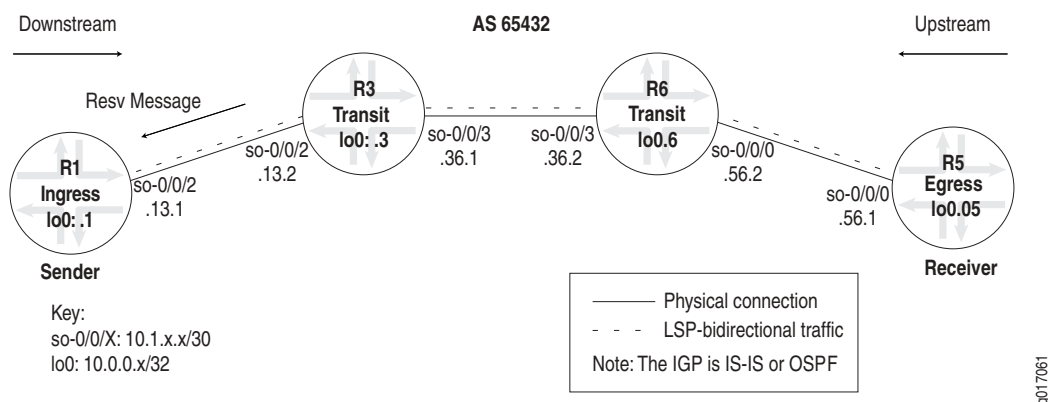 Downstream
AS 65432
Upstream
Resv Message
R3
Transit
lo0: .3
R6
Transit
lo0.6
so-0/0/2
.13.2
so-0/0/3
.36.1
so-0/0/3
.36.2
so-0/0/0
.56.2
R1
Ingress
lo0: .1
so-0/0/2
.13.1
so-0/0/0
.56.1
R5
Egress
lo0.05
Sender
Receiver
Key:
so-0/0/X: 10.1.x.x/30
lo0: 10.0.0.x/32
Physical connection
LSP-bidirectional traffic
Note: The IGP is IS-IS or OSPF
g017061